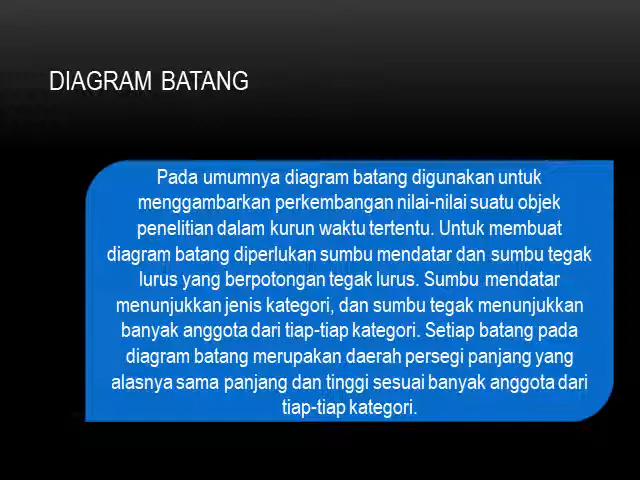 DIAGRAM BATANG
Pada umumnya diagram batang digunakan untuk
menggambarkan perkembangan nilai-nilai suatu objek
penelitian dalam kurun waktu tertentu. Untuk membuat
diagram batang diperlukan sumbu mendatar dan sumbu tegak
lurus yang berpotongan tegak lurus. Sumbu mendatar
menunjukkan jenis kategori, dan sumbu tegak menunjukkan
banyak anggota dari tiap-tiap kategori. Setiap batang pada
diagram batang merupakan daerah persegi panjang yang
alasnya sama panjang dan tinggi sesuai banyak anggota dari
tiap-tiap kategori.